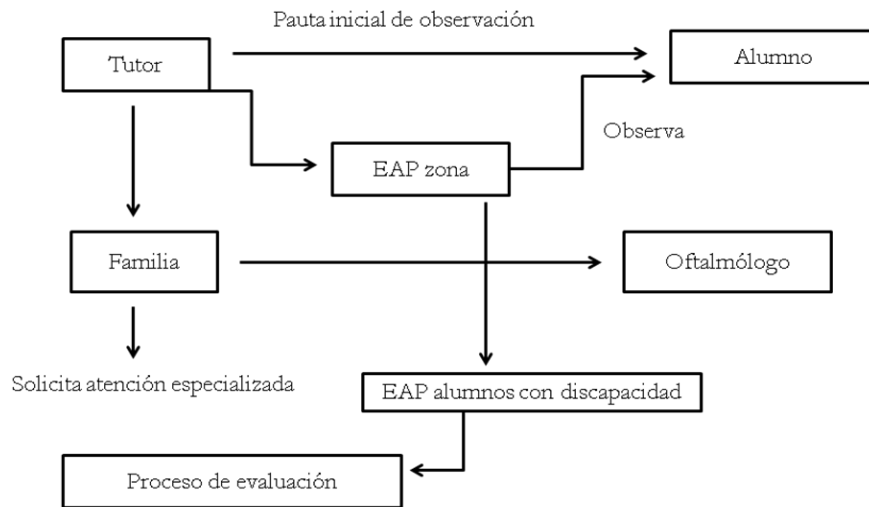 Pauta inicial de observación
Tutor
Alumno
Observa
EAP zona
Familia
Oftalmólogo
Solicita atención especializada
EAP alumnos con discapacidad
Proceso de evaluación